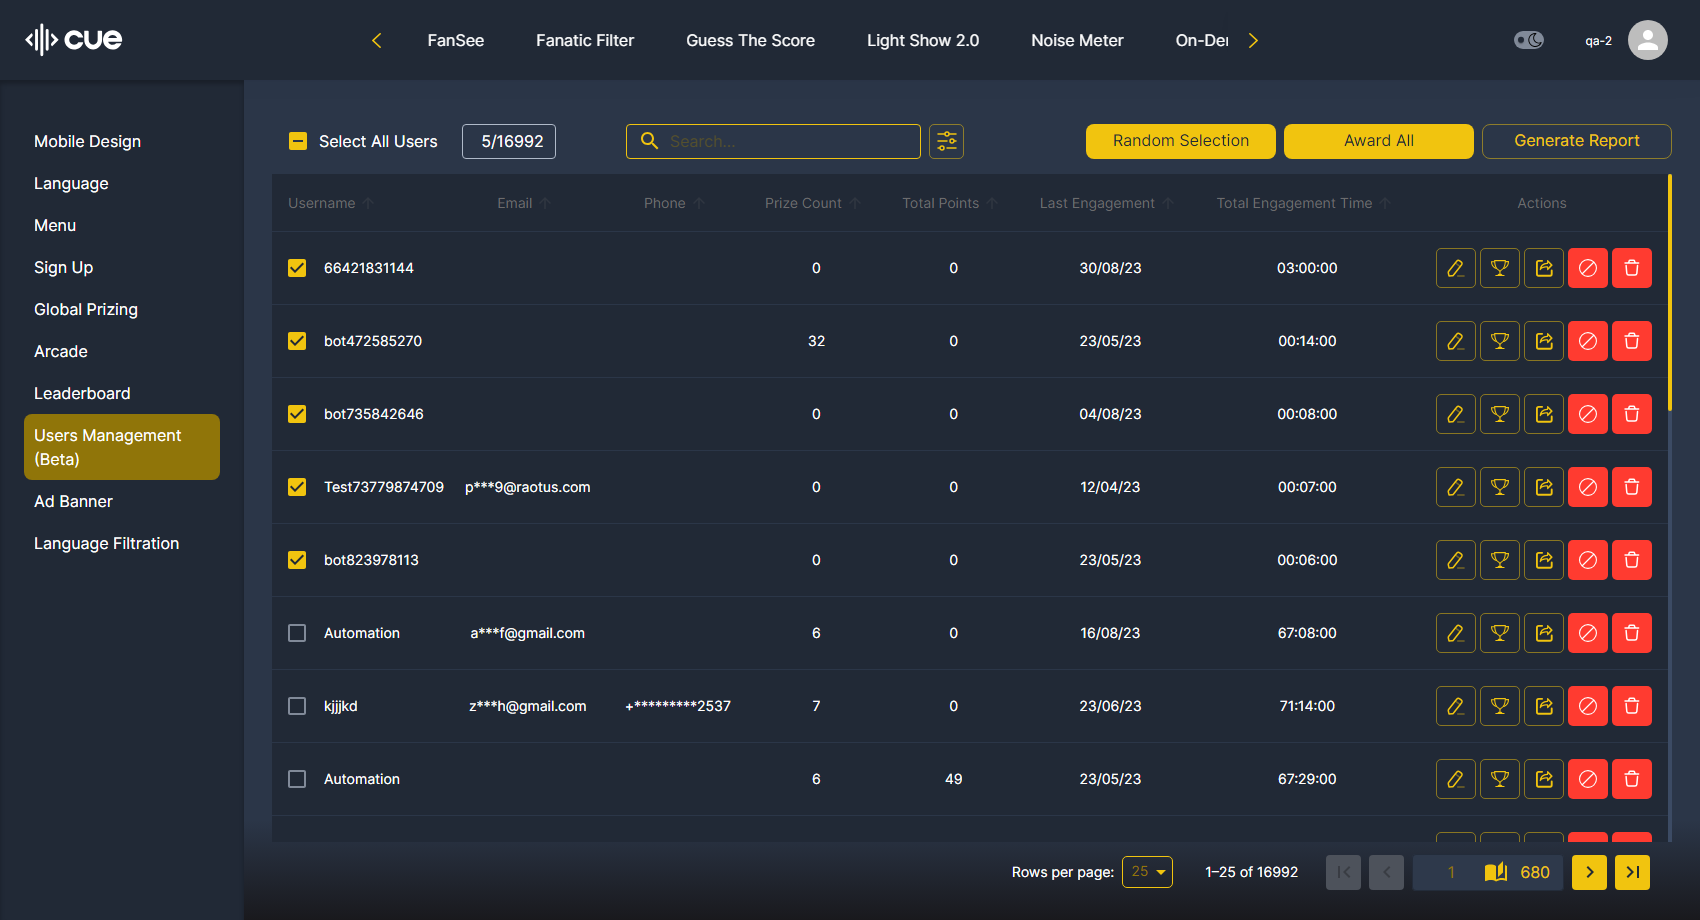 cue
FanSee Fanatic Filter Guess The Score Light Show 2.0 Noise Meter On-Der
qa-2
Mobile Design
Language
Menu
Sign Up
Global Prizing
Arcade
Leaderboard
Users Management
(Beta)
Ad Banner
Language Filtration
Select All Users 5/16992 Search... Random Selection Award All Generate Report
Username Email Phone Prize Count Total Points Last Engagement Total Engagement Time Actions
66421831144 0 0 30/08/23 03:00:00
bot472585270 32 0 23/05/23 00:14:00
bot735842646 0 0 04/08/23 00:08:00
Test73779874709 p***9@raotus.com 0 0 12/04/23 00:07:00
bot823978113 0 0 23/05/23 00:06:00
Automation a***f@gmail.com 6 0 16/08/23 67:08:00
kjjjkd z***h@gmail.com +*********2537 7 0 23/06/23 71:14:00
Automation 6 49 23/05/23 67:29:00
Rows per page: 25 1–25 of 16992 1 680